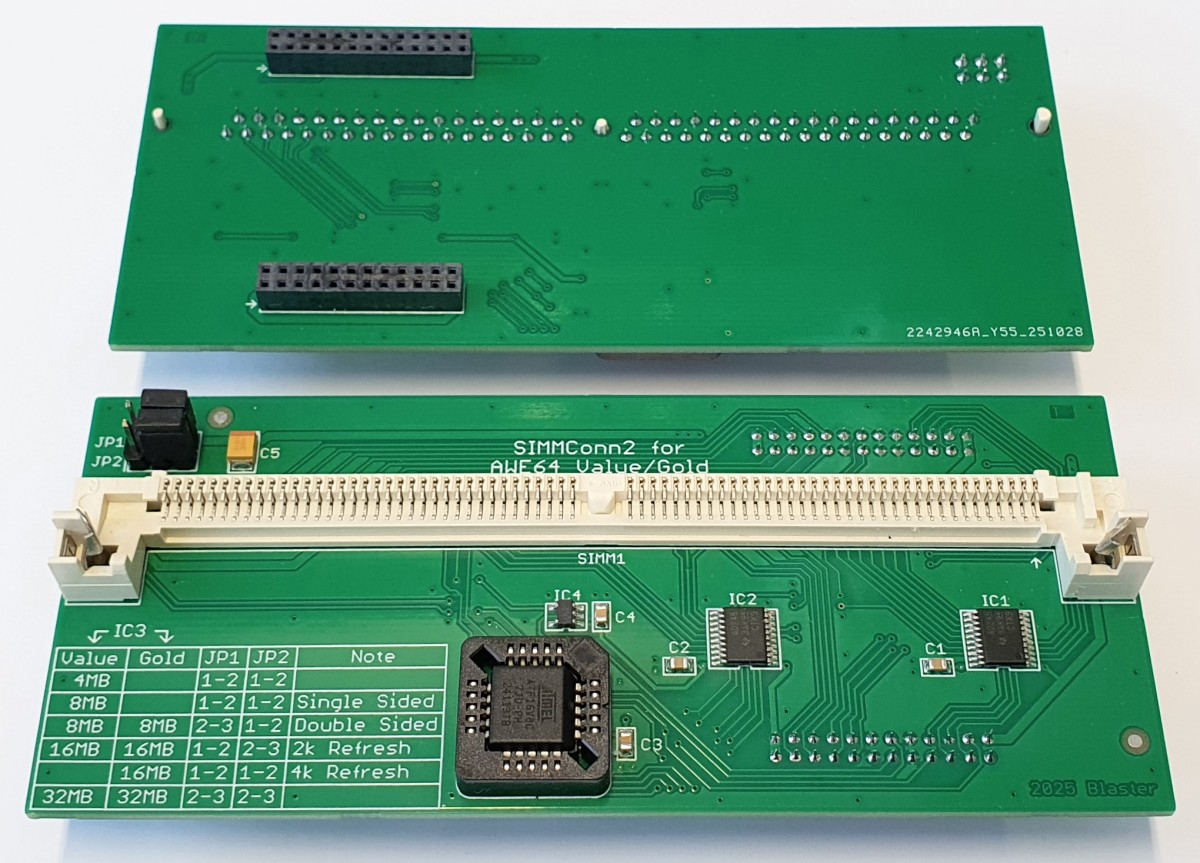 2242946A_Y55_251028
JP1
JP2
C5
SIMMConn2 for
AWE64 Value/Gold
SIMM1
IC4
C4
IC2
IC1
C2
C1
C3
IC3
Value Gold JP1 JP2 Note
4MB 1-2 1-2
8MB 1-2 1-2 Single Sided
8MB 8MB 2-3 1-2 Double Sided
16MB 16MB 1-2 2-3 2k Refresh
16MB 1-2 1-2 4k Refresh
32MB 32MB 2-3 2-3
ATMEL
2025 Blaster